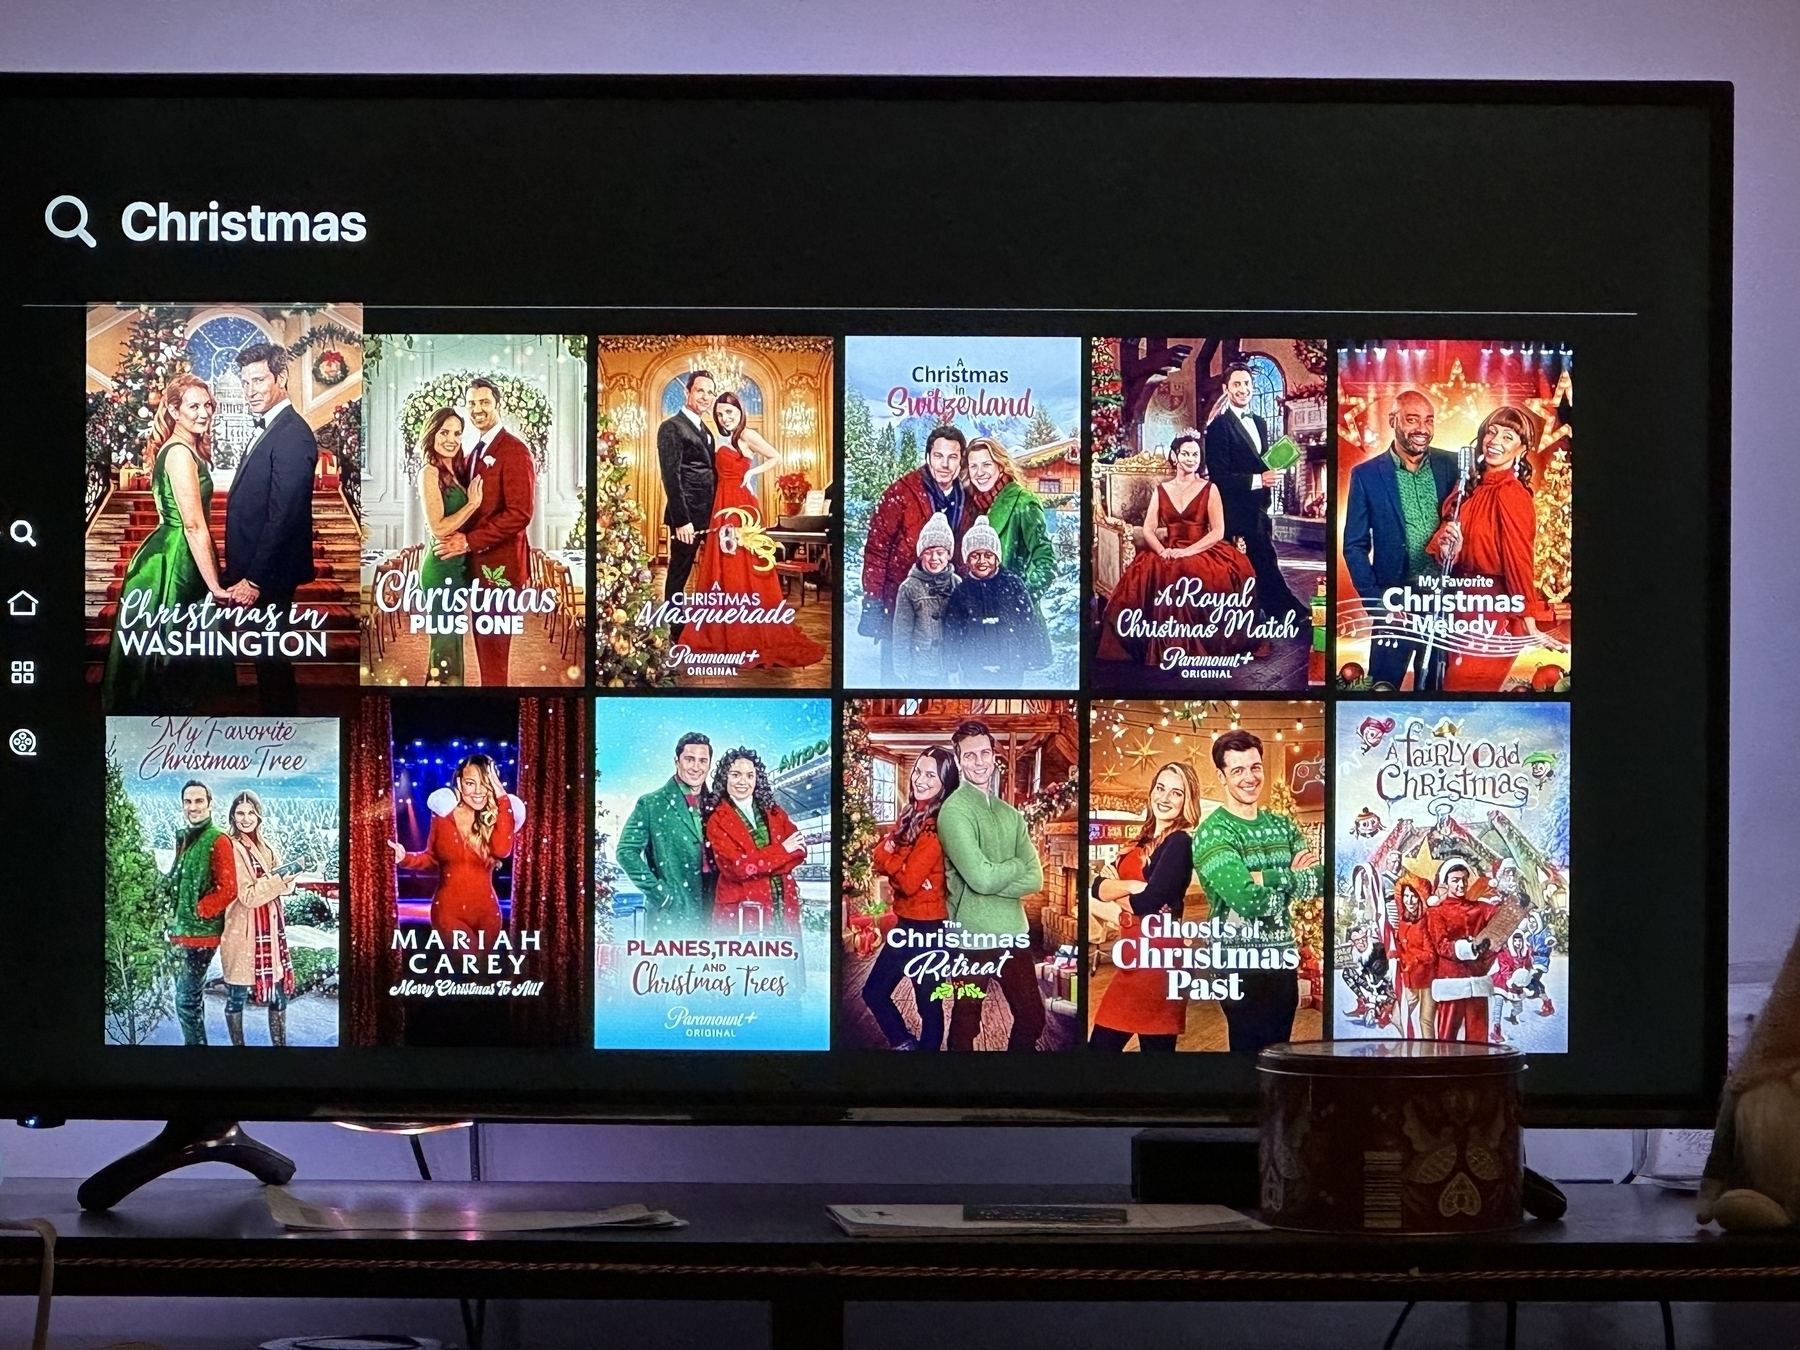 Christmas
Christmas in
WASHINGTON
Christmas
PLUS ONE
A
CHRISTMAS
Masquerade
Paramount+
ORIGINAL
A
Christmas
in
Switzerland
A Royal
Christmas Match
Paramount+
ORIGINAL
My Favorite
Christmas
Melody
My Favorite
Christmas Tree
MARIAH
CAREY
Merry Christmas To All!
PLANES, TRAINS,
AND
Christmas Trees
Paramount+
ORIGINAL
The
Christmas
Retreat
Ghosts of
Christmas
Past
A fAiRLY Odd
Christmas